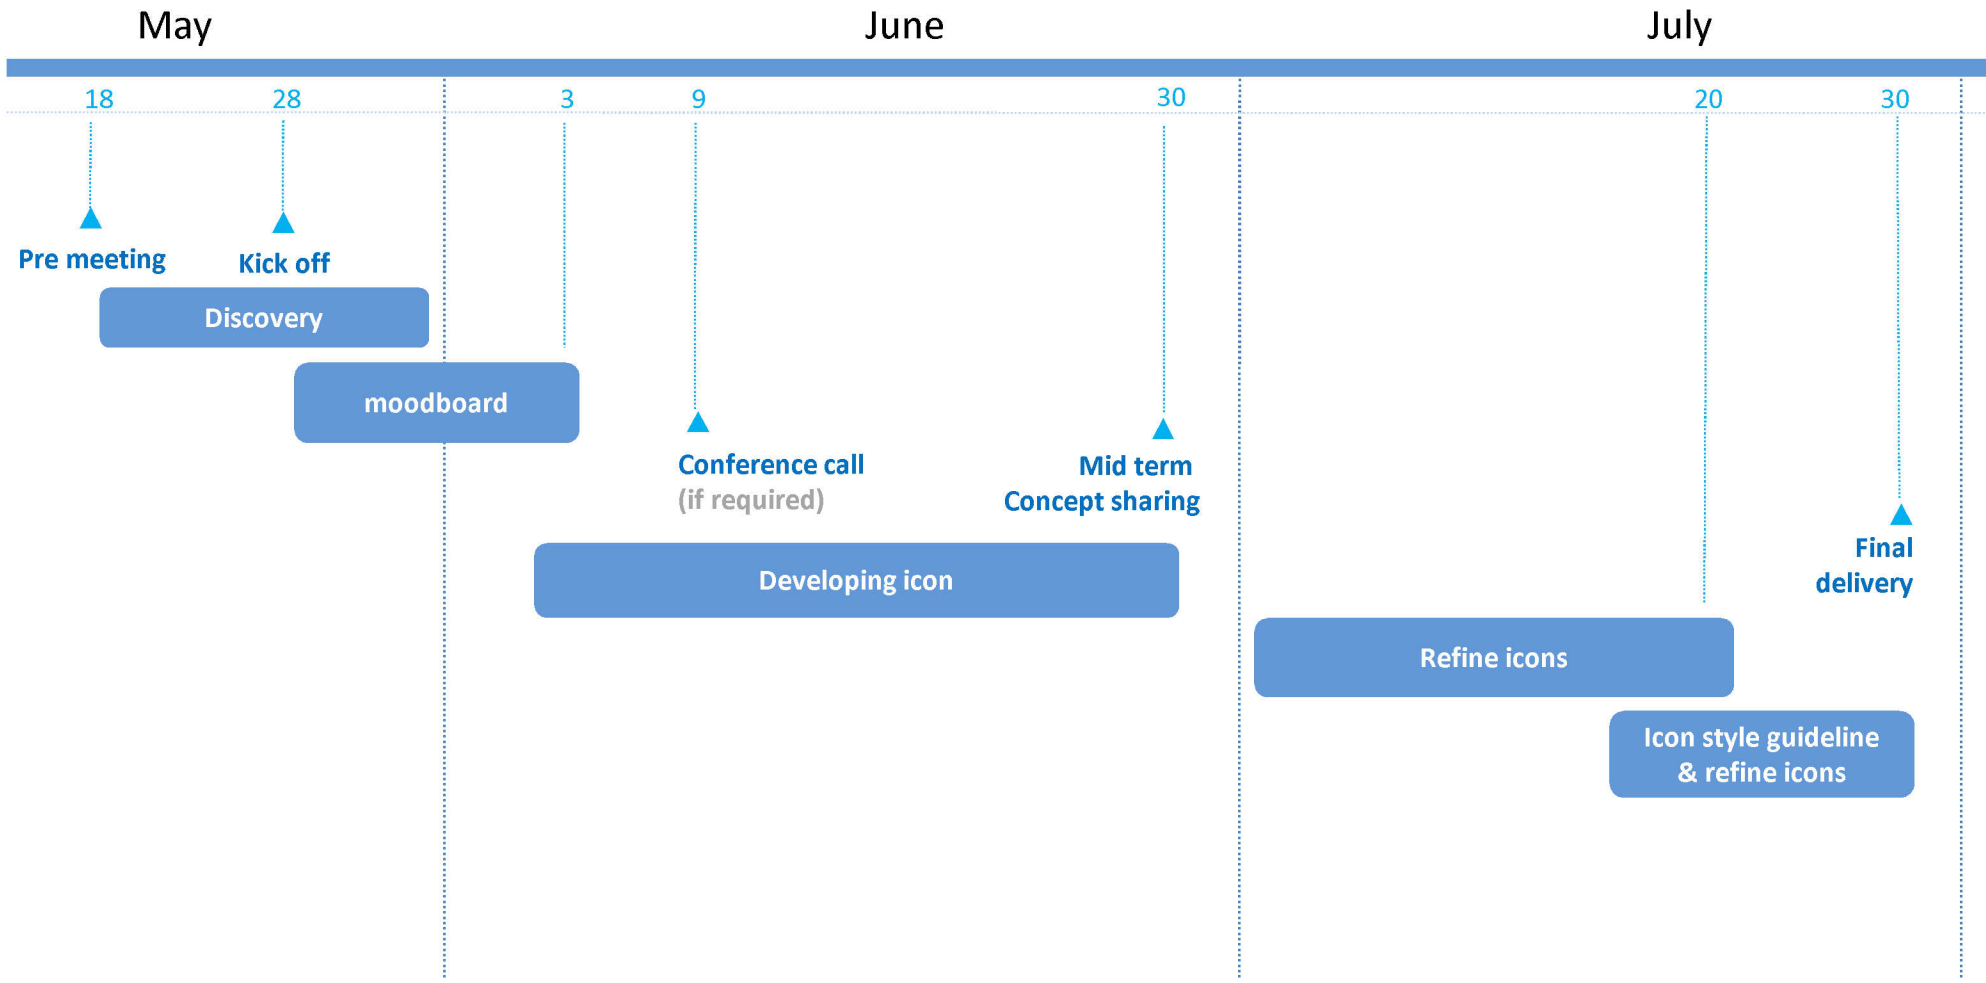 May
June
July
18
28
3
9
30
20
30
Pre meeting
Kick off
Discovery
moodboard
Conference call
(if required)
Mid term
Concept sharing
Final
delivery
Developing icon
Refine icons
Icon style guideline
& refine icons